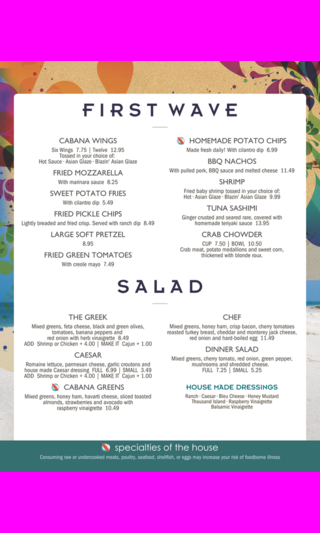 FIRST WAVE
CABANA WINGS
Six Wings 7.75 | Twelve 12.95
Tossed in your choice of:
Hot Sauce · Asian Glaze · Blazin' Asian Glaze
FRIED MOZZARELLA
With marinara sauce 8.25
SWEET POTATO FRIES
With cilantro dip 5.49
FRIED PICKLE CHIPS
Lightly breaded and fried crisp. Served with ranch dip 8.49
LARGE SOFT PRETZEL
8.95
FRIED GREEN TOMATOES
With creole mayo 7.49
HOMEMADE POTATO CHIPS
Made fresh daily! With cilantro dip 6.99
BBQ NACHOS
With pulled pork, BBQ sauce and melted cheese 11.49
SHRIMP
Fried baby shrimp tossed in your choice of:
Hot · Asian Glaze · Blazin' Asian Glaze 9.99
TUNA SASHIMI
Ginger crusted and seared rare, covered with
homemade teriyaki sauce 13.95
CRAB CHOWDER
CUP 7.50 | BOWL 10.50
Crab meat, potato medallions and sweet corn,
thickened with blonde roux.
SALAD
THE GREEK
Mixed greens, feta cheese, black and green olives,
tomatoes, banana peppers and
red onion with herb vinaigrette 8.49
ADD Shrimp or Chicken + 4.00 | MAKE IT Cajun + 1.00
CAESAR
Romaine lettuce, parmesan cheese, garlic croutons and
house made Caesar dressing FULL 6.99 | SMALL 3.49
ADD Shrimp or Chicken + 4.00 | MAKE IT Cajun + 1.00
CABANA GREENS
Mixed greens, honey ham, havarti cheese, sliced toasted
almonds, strawberries and avocado with
raspberry vinaigrette 10.49
CHEF
Mixed greens, honey ham, crisp bacon, cherry tomatoes
roasted turkey breast, cheddar and monterey jack cheese,
red onion and hard-boiled egg 11.49
DINNER SALAD
Mixed greens, cherry tomato, red onion, green pepper,
mushrooms and shredded cheese.
FULL 7.25 | SMALL 5.25
HOUSE MADE DRESSINGS
Ranch · Caesar · Bleu Cheese · Honey Mustard
Thousand Island · Raspberry Vinaigrette
Balsamic Vinaigrette
specialties of the house
Consuming raw or undercooked meats, poultry, seafood, shellfish, or eggs may increase your risk of foodborne illness